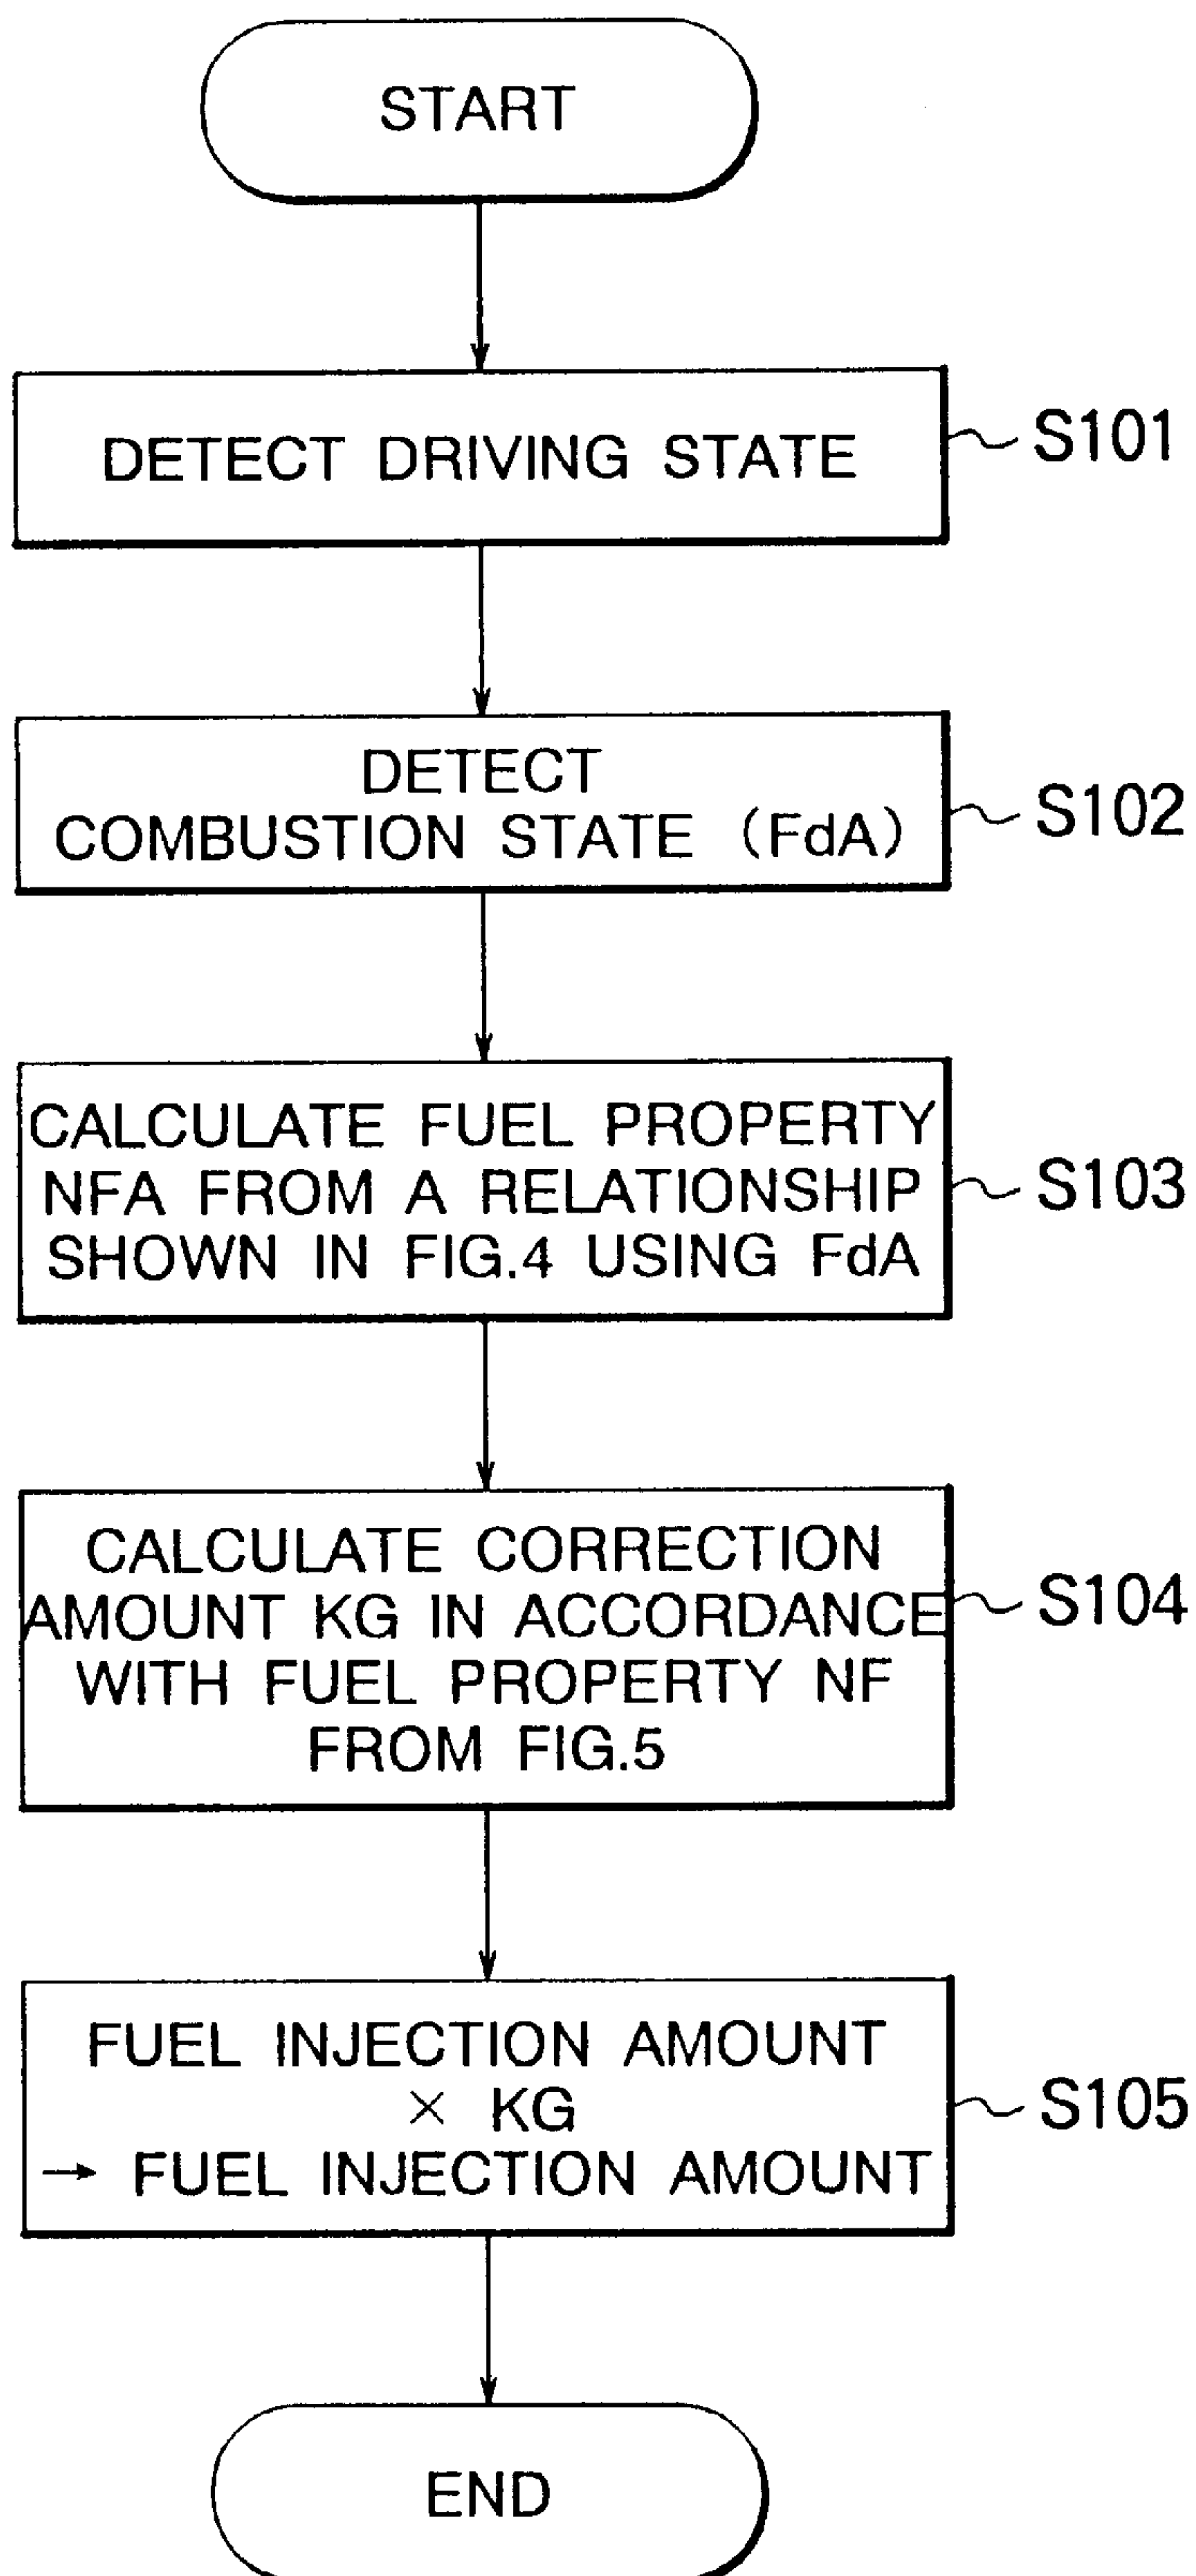 START
DETECT DRIVING STATE
S101
DETECT
COMBUSTION STATE (FdA)
S102
CALCULATE FUEL PROPERTY
NFA FROM A RELATIONSHIP
SHOWN IN FIG.4 USING FdA
S103
CALCULATE CORRECTION
AMOUNT KG IN ACCORDANCE
WITH FUEL PROPERTY NF
FROM FIG.5
S104
FUEL INJECTION AMOUNT
× KG
→ FUEL INJECTION AMOUNT
S105
END